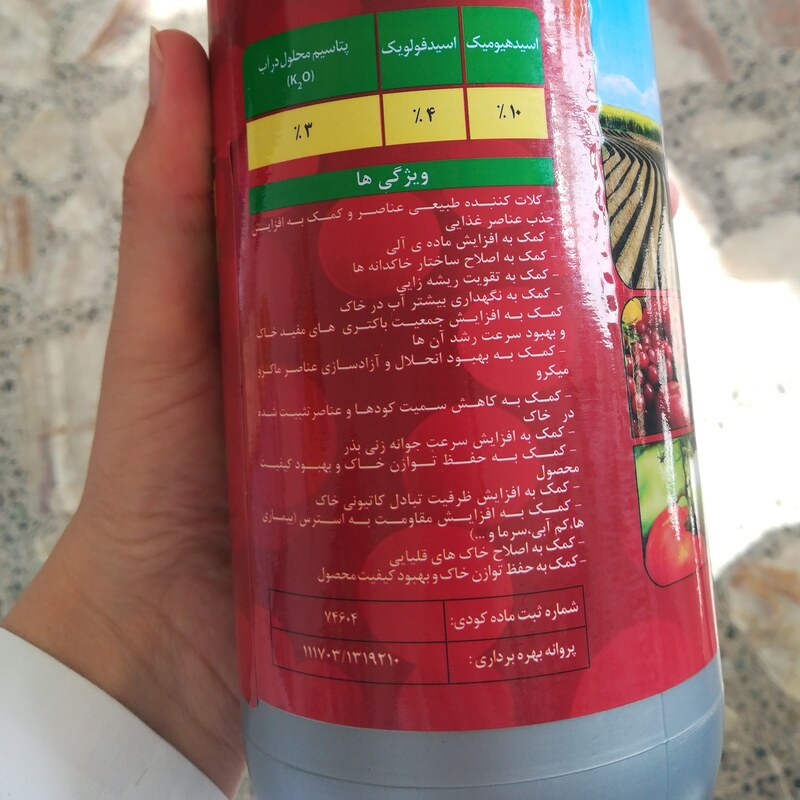 اسیدهیومیک اسیدفولویک پتاسیم محلول در آب
(K2O)
٪۱۰ ٪۴ ٪۳
ویژگی ها
- کلات کننده طبیعی عناصر و کمک به افزایش
جذب عناصر غذایی
- کمک به افزایش ماده ی آلی
- کمک به اصلاح ساختار خاکدانه ها
- کمک به تقویت ریشه زایی
- کمک به نگهداری بیشتر آب در خاک
کمک به افزایش جمعیت باکتری های مفید خاک
و بهبود سرعت رشد آن ها
- کمک به بهبود انحلال و آزادسازی عناصر ماکرو
میکرو
- کمک به کاهش سمیت کودها و عناصر تثبیت شده
در خاک
- کمک به افزایش سرعت جوانه زنی بذر
- کمک به حفظ توازن خاک و بهبود کیفیت
محصول
- کمک به افزایش ظرفیت تبادل کاتیونی خاک
- کمک به افزایش مقاومت به استرس (بیماری
ها،کم آبی،سرما و ...)
- کمک به اصلاح خاک های قلیایی
- کمک به حفظ توازن خاک و بهبود کیفیت محصول
شماره ثبت ماده کودی: ۷۴۶۰۴
پروانه بهره برداری: ۱۱۱۷۰۳/۱۳۱۹۲۱۰